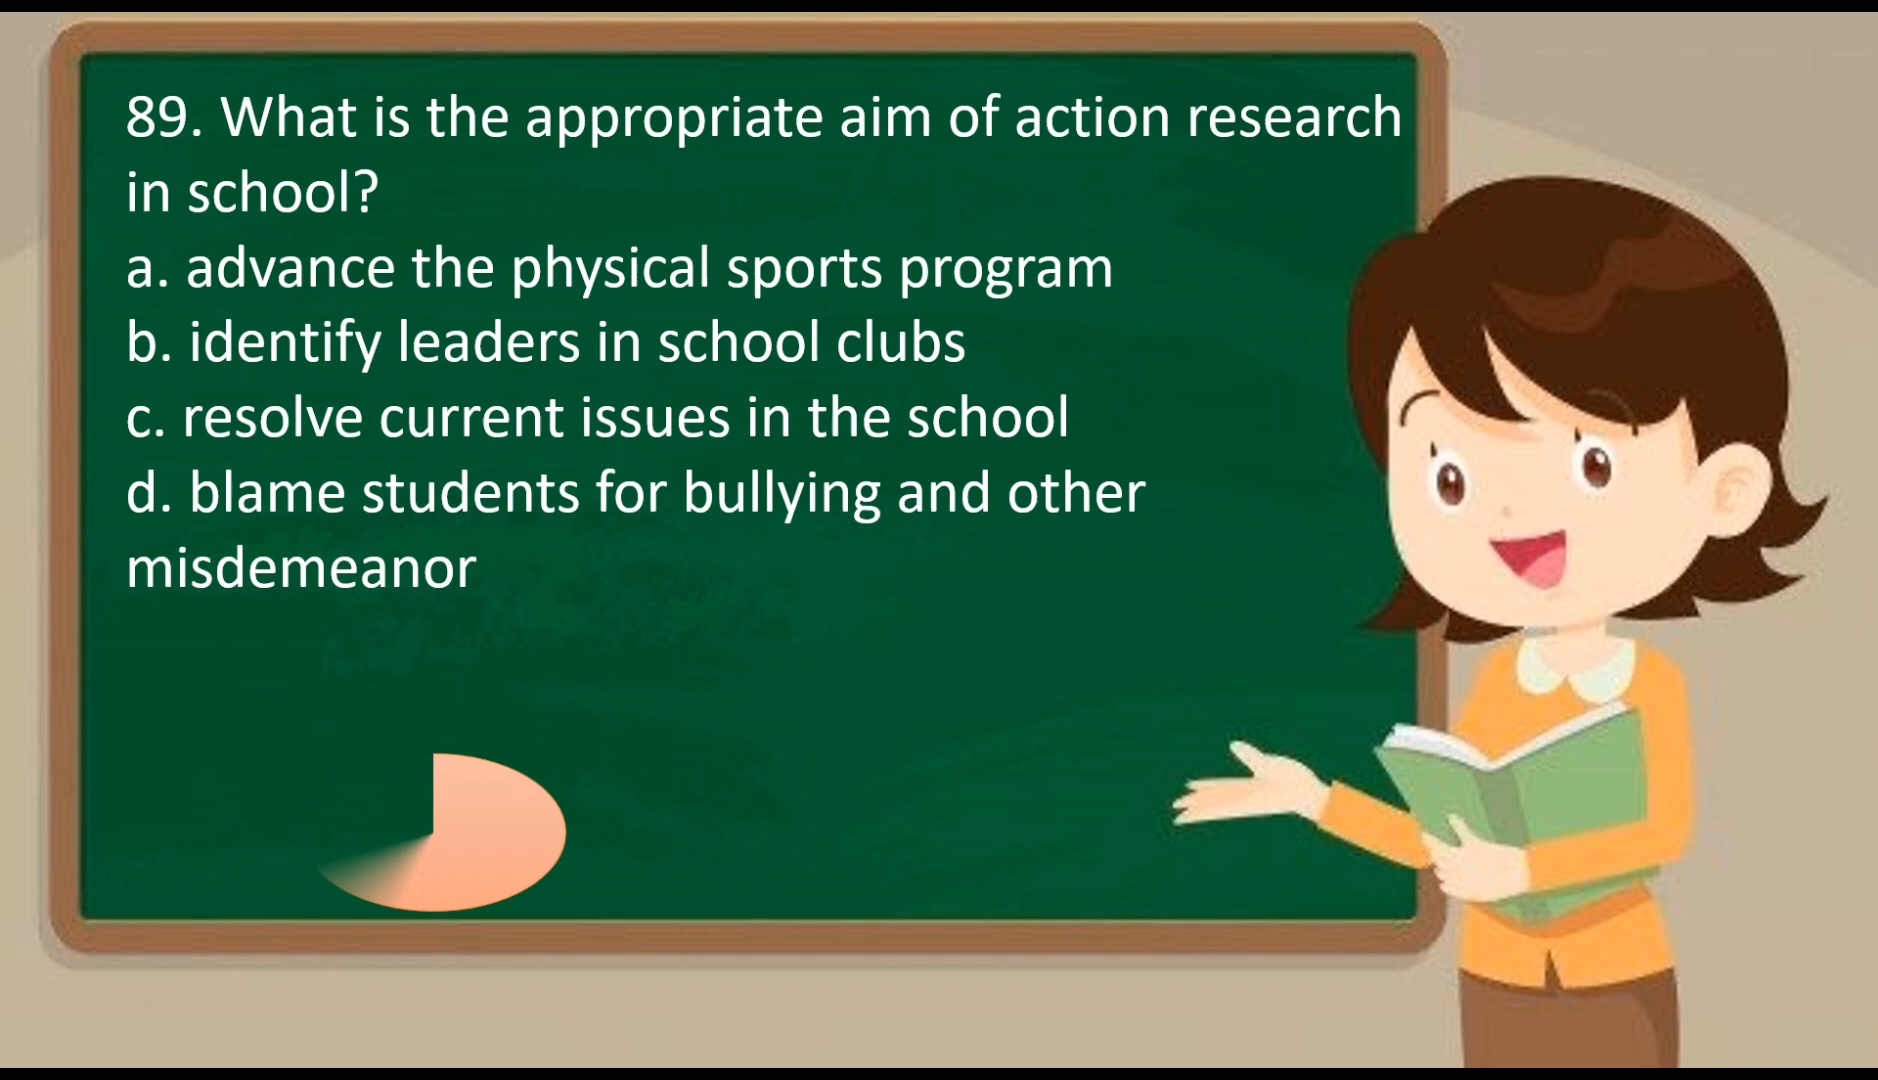 89. What is the appropriate aim of action research
in school?
a. advance the physical sports program
b. identify leaders in school clubs
c. resolve current issues in the school
d. blame students for bullying and other
misdemeanor